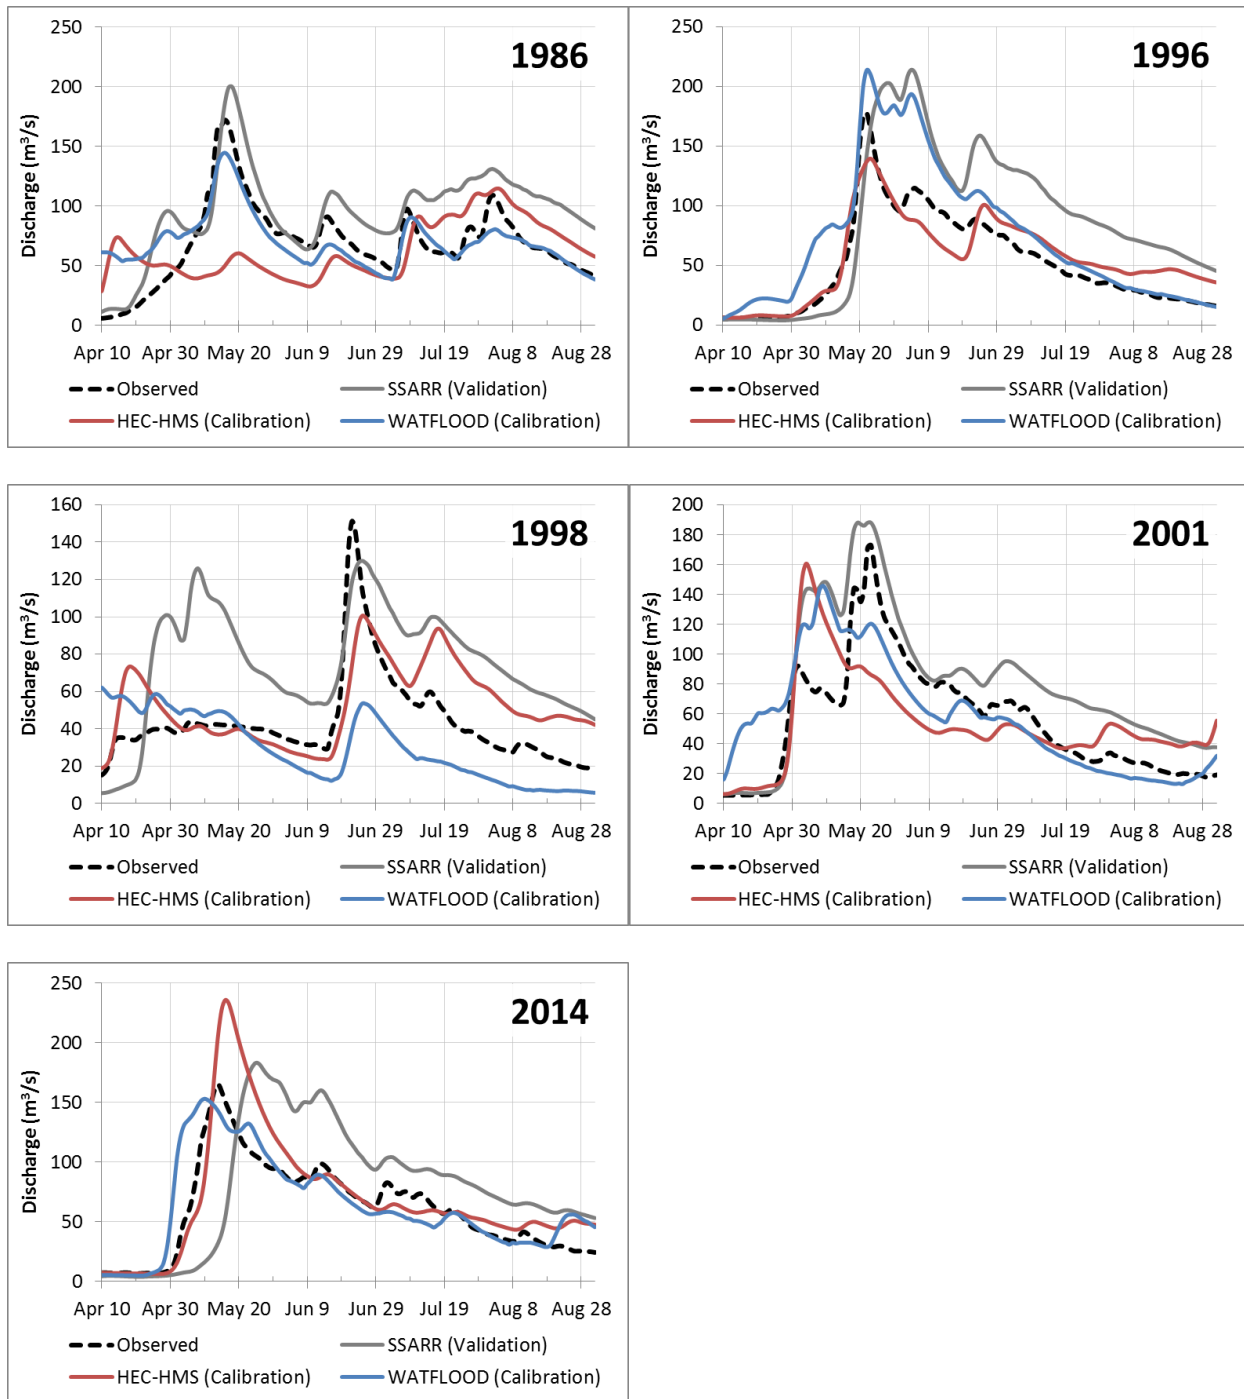 1986
Discharge (m³/s)
250
200
150
100
50
0
Apr 10 Apr 30 May 20 Jun 9 Jun 29 Jul 19 Aug 8 Aug 28
Observed SSARR (Validation)
HEC-HMS (Calibration) WATFLOOD (Calibration)
1996
Discharge (m³/s)
250
200
150
100
50
0
Apr 10 Apr 30 May 20 Jun 9 Jun 29 Jul 19 Aug 8 Aug 28
Observed SSARR (Validation)
HEC-HMS (Calibration) WATFLOOD (Calibration)
1998
Discharge (m³/s)
160
140
120
100
80
60
40
20
0
Apr 10 Apr 30 May 20 Jun 9 Jun 29 Jul 19 Aug 8 Aug 28
Observed SSARR (Validation)
HEC-HMS (Calibration) WATFLOOD (Calibration)
2001
Discharge (m³/s)
200
180
160
140
120
100
80
60
40
20
0
Apr 10 Apr 30 May 20 Jun 9 Jun 29 Jul 19 Aug 8 Aug 28
Observed SSARR (Validation)
HEC-HMS (Calibration) WATFLOOD (Calibration)
2014
Discharge (m³/s)
250
200
150
100
50
0
Apr 10 Apr 30 May 20 Jun 9 Jun 29 Jul 19 Aug 8 Aug 28
Observed SSARR (Validation)
HEC-HMS (Calibration) WATFLOOD (Calibration)